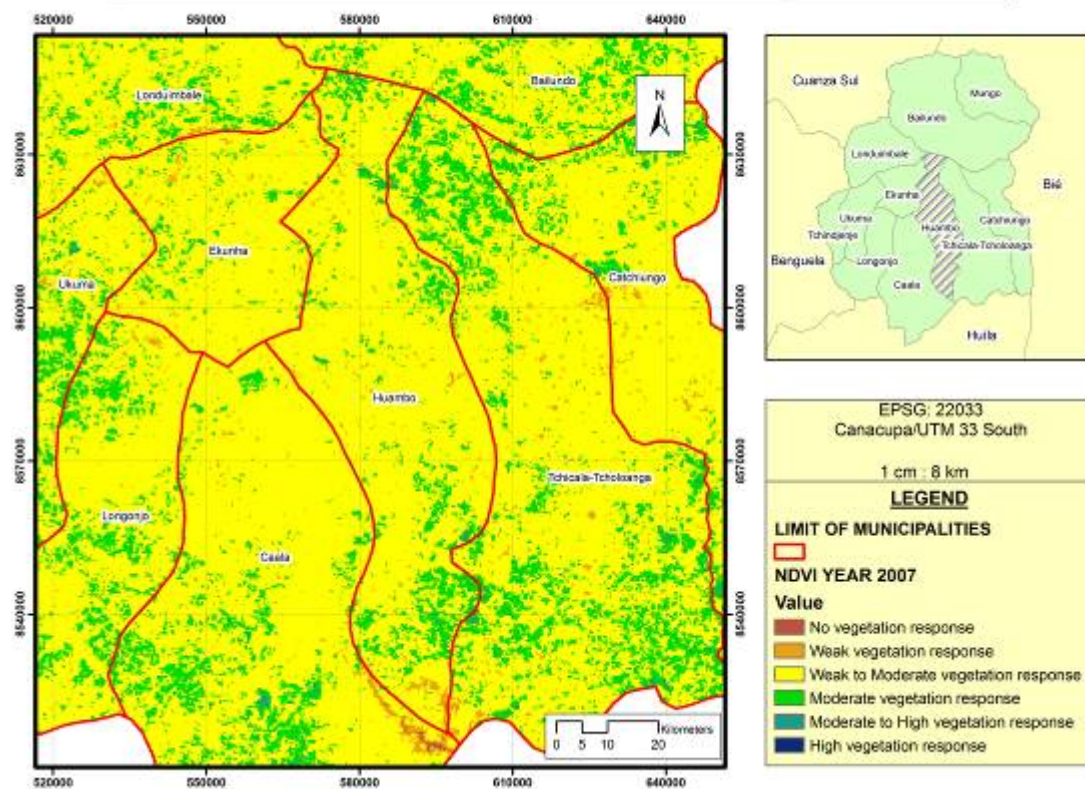 520000 550000 580000 610000 640000
8630000
8600000
8570000
8540000
Londuimbale
Bailundo
N
Ekunha
Ukuma
Catchiungo
Huambo
Tchicala-Tcholoanga
Longonjo
Caala
Kilometers
0 5 10 20
8630000
8600000
8570000
8540000
520000 550000 580000 610000 640000
Cuanza Sul
Mungo
Bailundo
Londuimbale
Bié
Ekunha
Ukuma
Huambo
Catchiungo
Tchindjenje
Tchicala-Tcholoanga
Benguela
Longonjo
Caala
Huila
EPSG: 22033
Canacupa/UTM 33 South
1 cm : 8 km
LEGEND
LIMIT OF MUNICIPALITIES
NDVI YEAR 2007
Value
No vegetation response
Weak vegetation response
Weak to Moderate vegetation response
Moderate vegetation response
Moderate to High vegetation response
High vegetation response